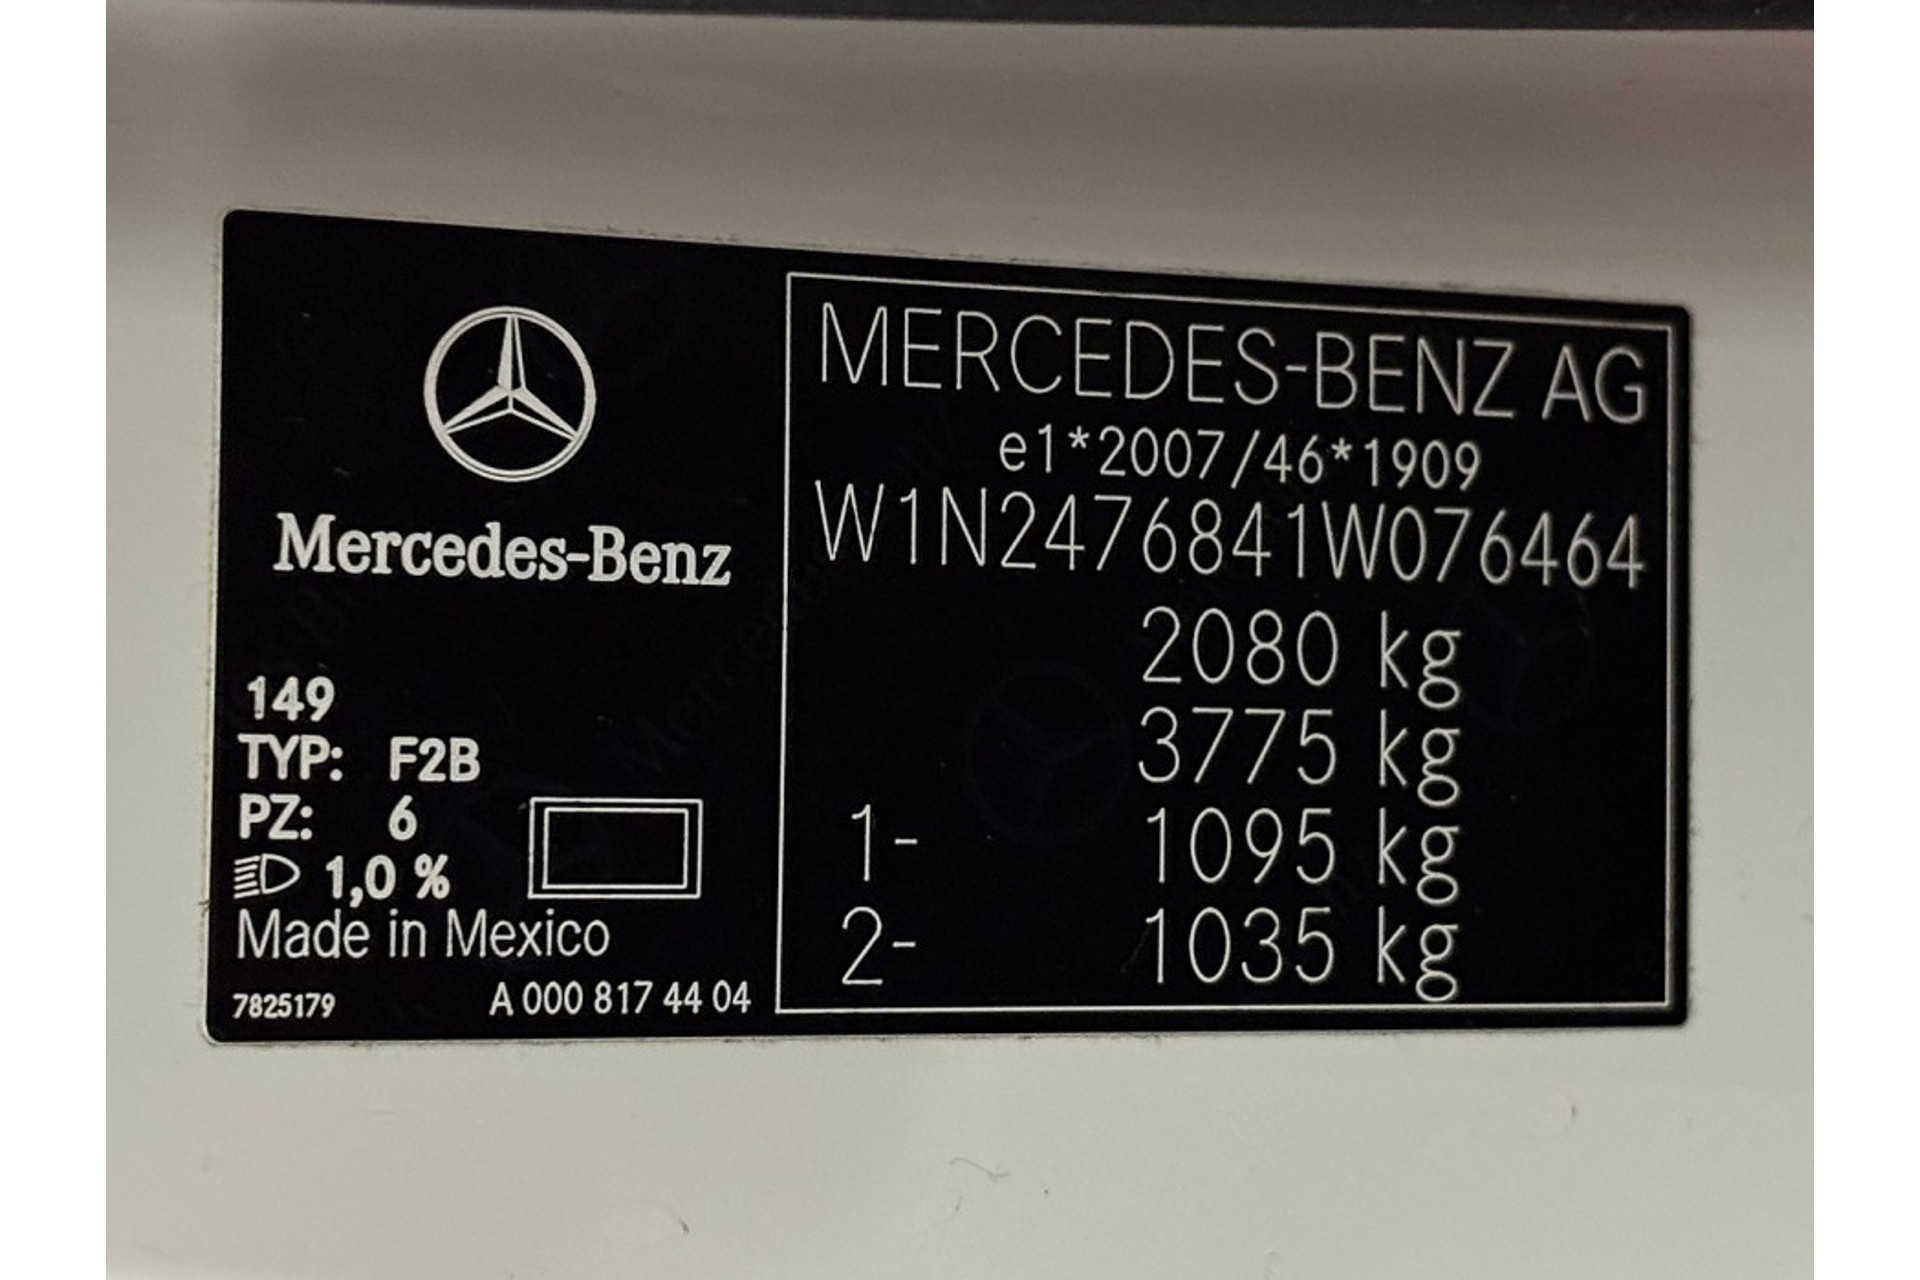 Mercedes-Benz
149
TYP: F2B
PZ: 6
1,0 %
Made in Mexico
7825179 A 000 817 44 04
MERCEDES-BENZ AG
e1*2007/46*1909
W1N2476841W076464
2080 kg
3775 kg
1- 1095 kg
2- 1035 kg